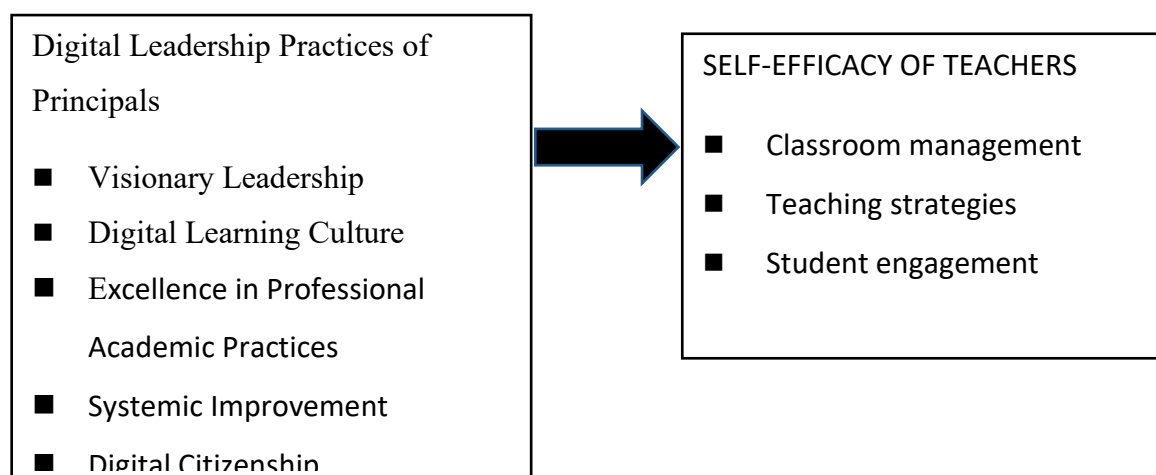 Digital Leadership Practices of
Principals
■ Visionary Leadership
■ Digital Learning Culture
■ Excellence in Professional
Academic Practices
■ Systemic Improvement
■ Digital Citizenship
SELF-EFFICACY OF TEACHERS
■ Classroom management
■ Teaching strategies
■ Student engagement